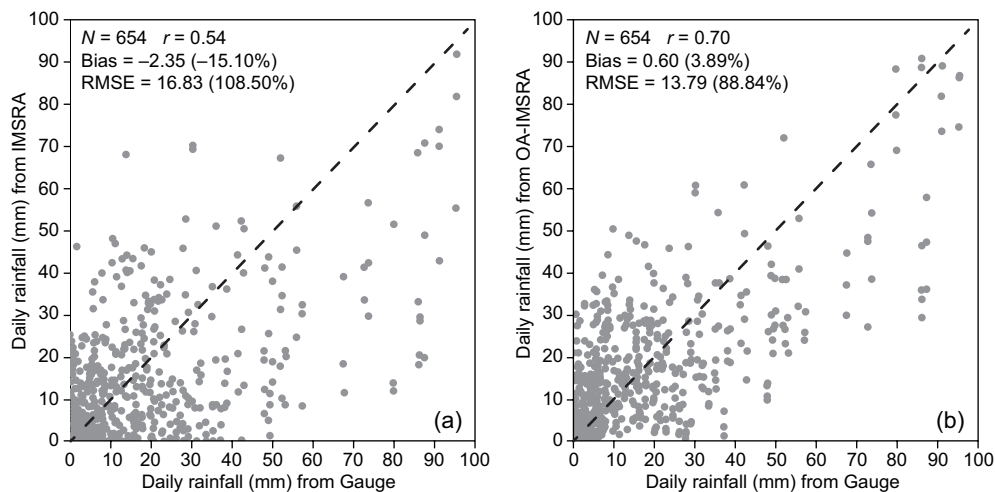 N = 654 r = 0.54
Bias = –2.35 (–15.10%)
RMSE = 16.83 (108.50%)
Daily rainfall (mm) from IMSRA
100
90
80
70
60
50
40
30
20
10
0
(a)
0 10 20 30 40 50 60 70 80 90 100
Daily rainfall (mm) from Gauge
N = 654 r = 0.70
Bias = 0.60 (3.89%)
RMSE = 13.79 (88.84%)
Daily rainfall (mm) from OA-IMSRA
100
90
80
70
60
50
40
30
20
10
0
(b)
0 10 20 30 40 50 60 70 80 90 100
Daily rainfall (mm) from Gauge